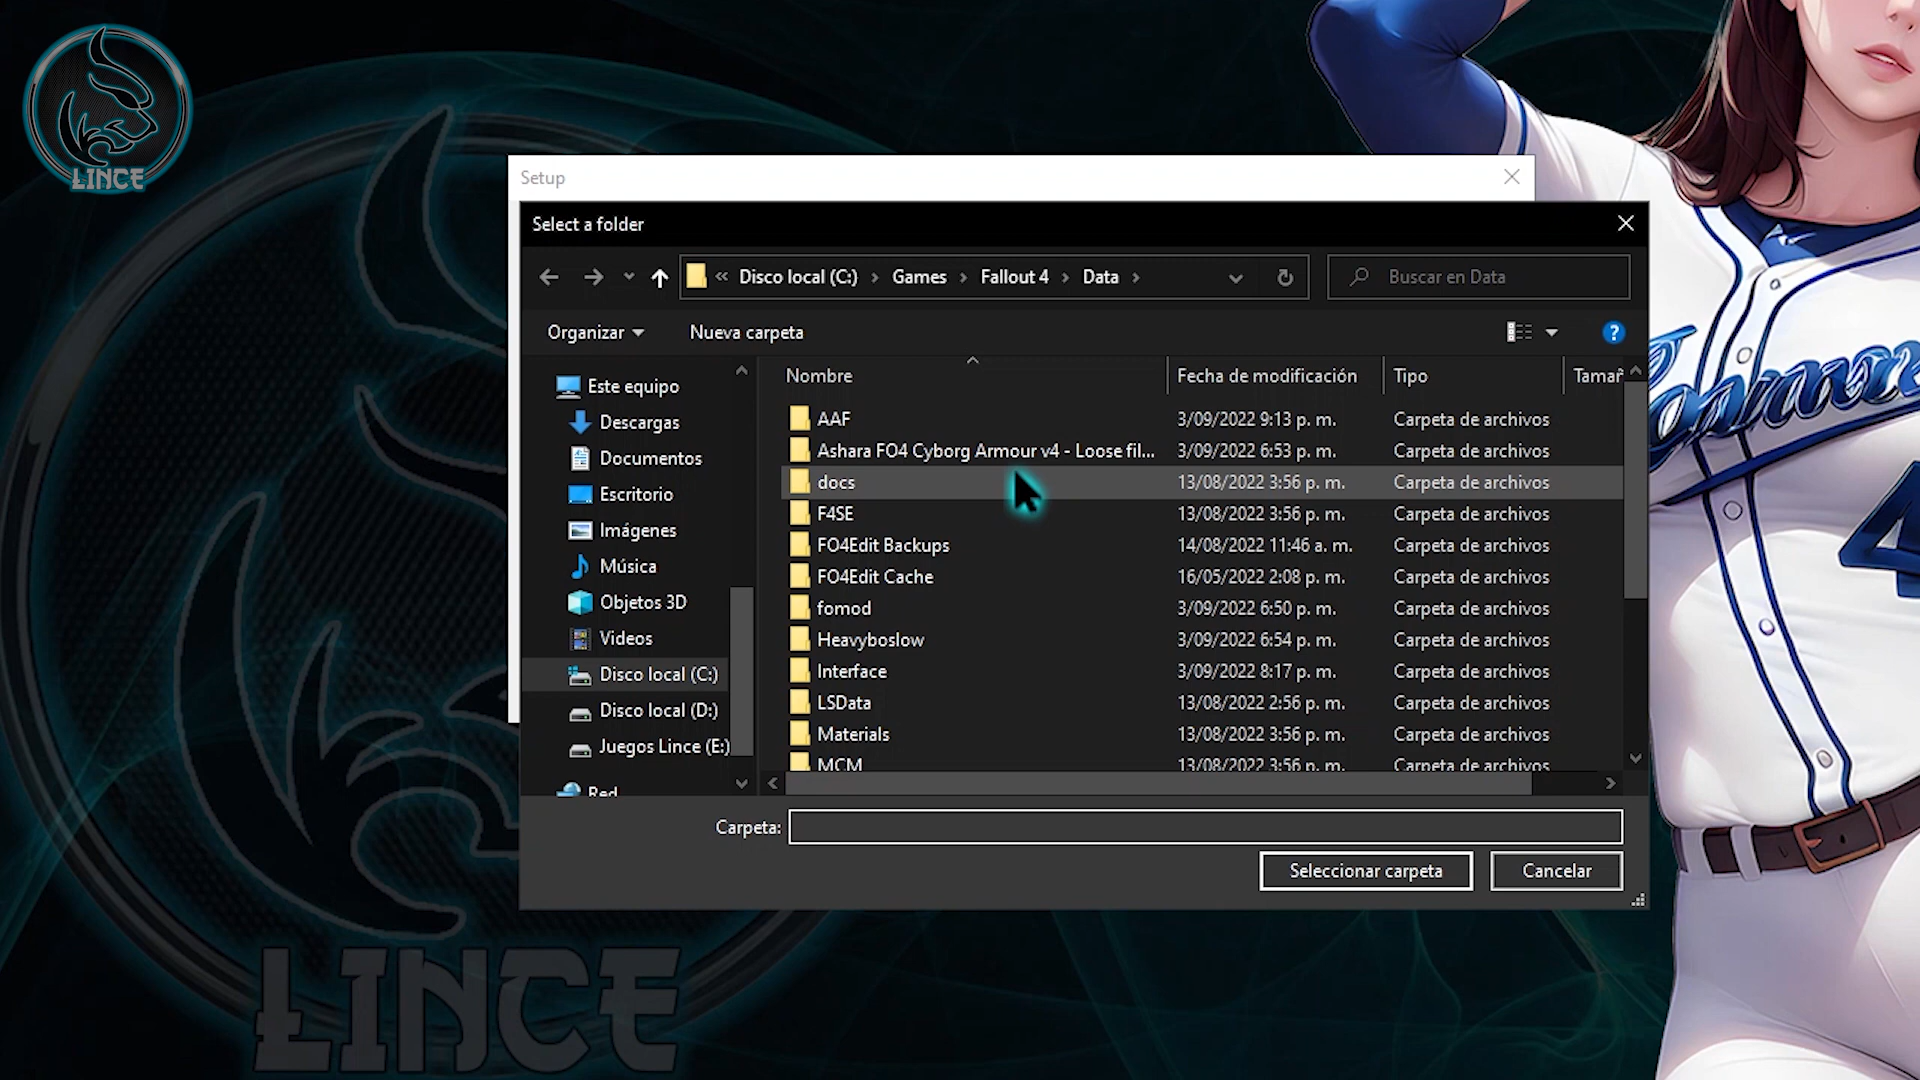 LINCE
Setup
Select a folder
« Disco local (C:) › Games › Fallout 4 › Data ›
Buscar en Data
Organizar
Nueva carpeta
?
Nombre
Fecha de modificación
Tipo
Tamañ
Este equipo
Descargas
Documentos
Escritorio
Imágenes
Música
Objetos 3D
Videos
Disco local (C:)
Disco local (D:)
Juegos Lince (E:)
Red
AAF 3/09/2022 9:13 p. m. Carpeta de archivos
Ashara FO4 Cyborg Armour v4 - Loose fil... 3/09/2022 6:53 p. m. Carpeta de archivos
docs 13/08/2022 3:56 p. m. Carpeta de archivos
F4SE 13/08/2022 3:56 p. m. Carpeta de archivos
FO4Edit Backups 14/08/2022 11:46 a. m. Carpeta de archivos
FO4Edit Cache 16/05/2022 2:08 p. m. Carpeta de archivos
fomod 3/09/2022 6:50 p. m. Carpeta de archivos
Heavyboslow 3/09/2022 6:54 p. m. Carpeta de archivos
Interface 3/09/2022 8:17 p. m. Carpeta de archivos
LSData 13/08/2022 2:56 p. m. Carpeta de archivos
Materials 13/08/2022 3:56 p. m. Carpeta de archivos
MCM 13/08/2022 3:56 p. m. Carpeta de archivos
Carpeta:
Seleccionar carpeta
Cancelar
LINCE